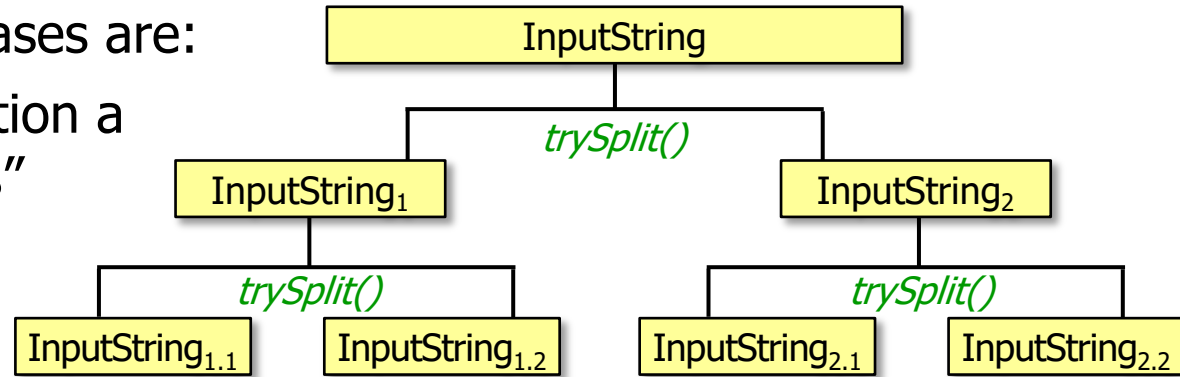 ases are:
InputString
tion a
trySplit()
s”
InputString₁ InputString₂
trySplit() trySplit()
InputString₁.₁ InputString₁.₂ InputString₂.₁ InputString₂.₂